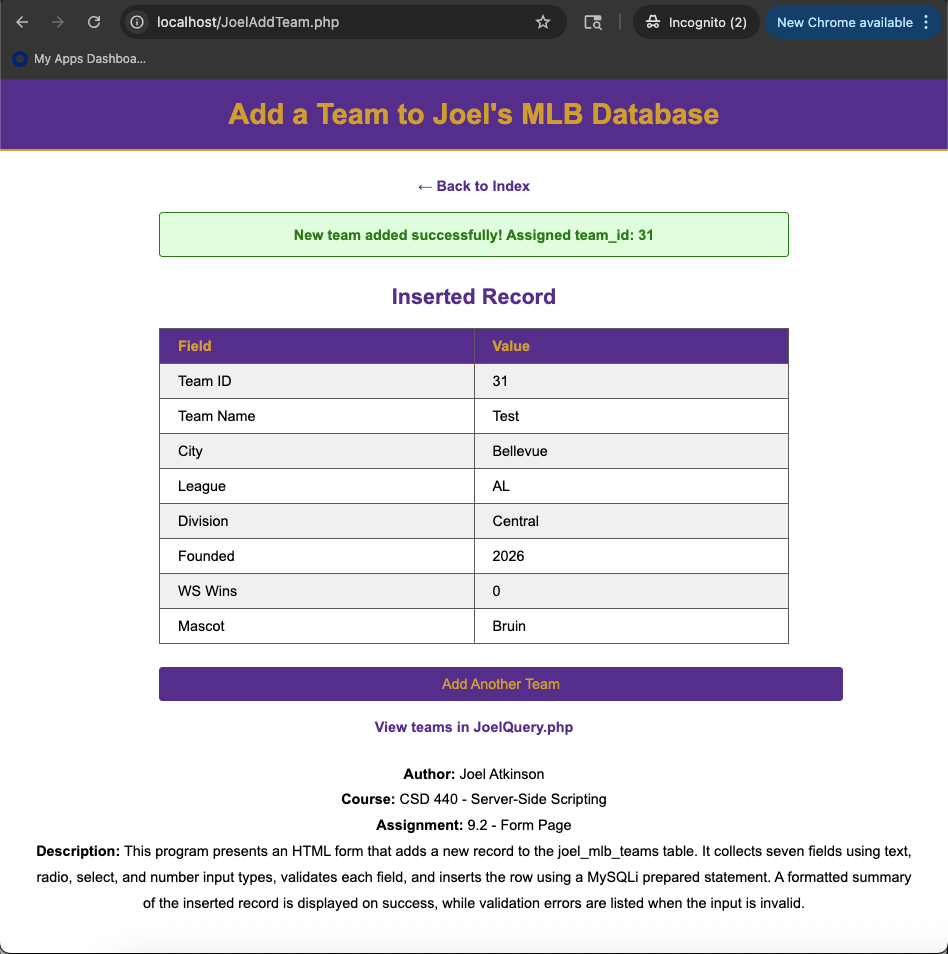 localhost/JoelAddTeam.php
Incognito (2)
New Chrome available
My Apps Dashboa...
Add a Team to Joel's MLB Database
← Back to Index
New team added successfully! Assigned team_id: 31
Inserted Record
Field Value
Team ID 31
Team Name Test
City Bellevue
League AL
Division Central
Founded 2026
WS Wins 0
Mascot Bruin
Add Another Team
View teams in JoelQuery.php
Author: Joel Atkinson
Course: CSD 440 - Server-Side Scripting
Assignment: 9.2 - Form Page
Description: This program presents an HTML form that adds a new record to the joel_mlb_teams table. It collects seven fields using text,
radio, select, and number input types, validates each field, and inserts the row using a MySQLi prepared statement. A formatted summary
of the inserted record is displayed on success, while validation errors are listed when the input is invalid.